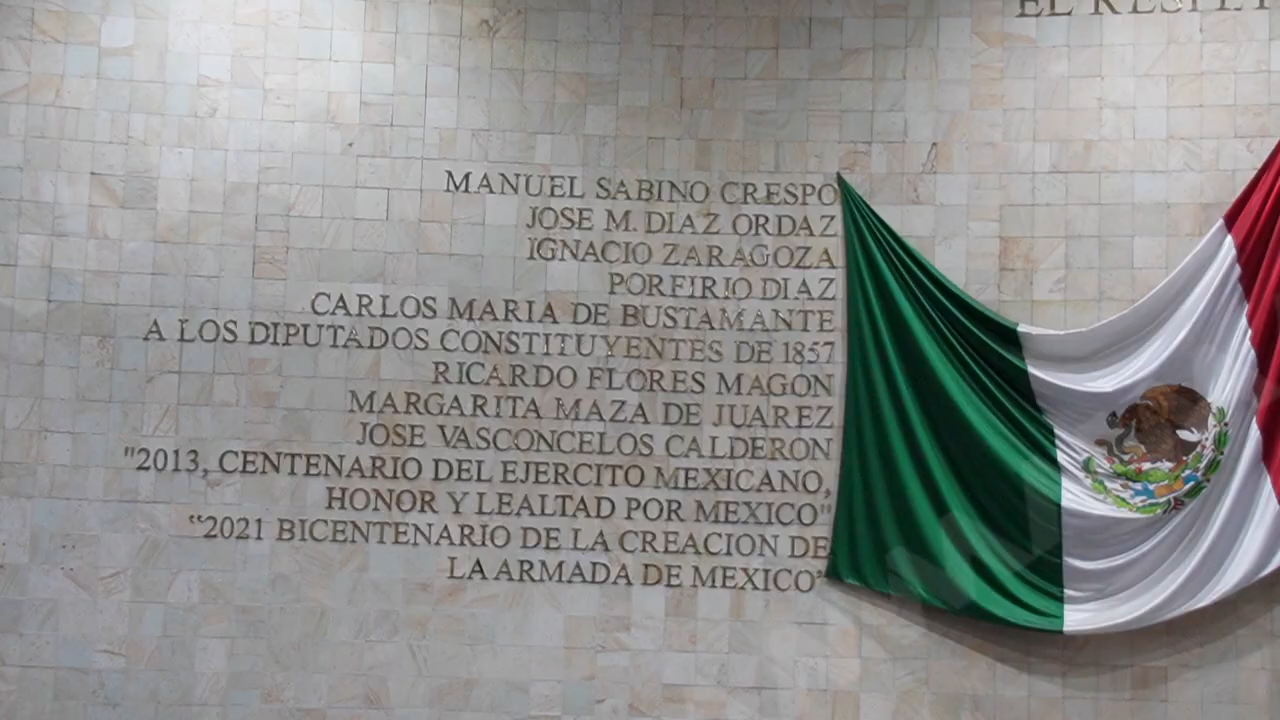 EL RESPET
MANUEL SABINO CRESPO
JOSE M. DIAZ ORDAZ
IGNACIO ZARAGOZA
PORFIRIO DIAZ
CARLOS MARIA DE BUSTAMANTE
A LOS DIPUTADOS CONSTITUYENTES DE 1857
RICARDO FLORES MAGON
MARGARITA MAZA DE JUAREZ
JOSE VASCONCELOS CALDERON
"2013, CENTENARIO DEL EJERCITO MEXICANO,
HONOR Y LEALTAD POR MEXICO"
“2021 BICENTENARIO DE LA CREACION DE
LA ARMADA DE MEXICO”